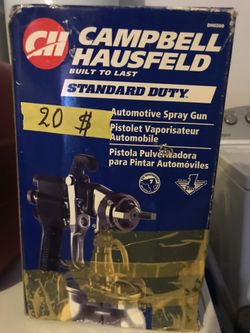 CH
CAMPBELL
HAUSFELD
BUILT TO LAST
STANDARD DUTY
20 $
Automotive Spray Gun
Pistolet Vaporisateur
Automobile
Pistola Pulverizadora
para Pintar Automóviles